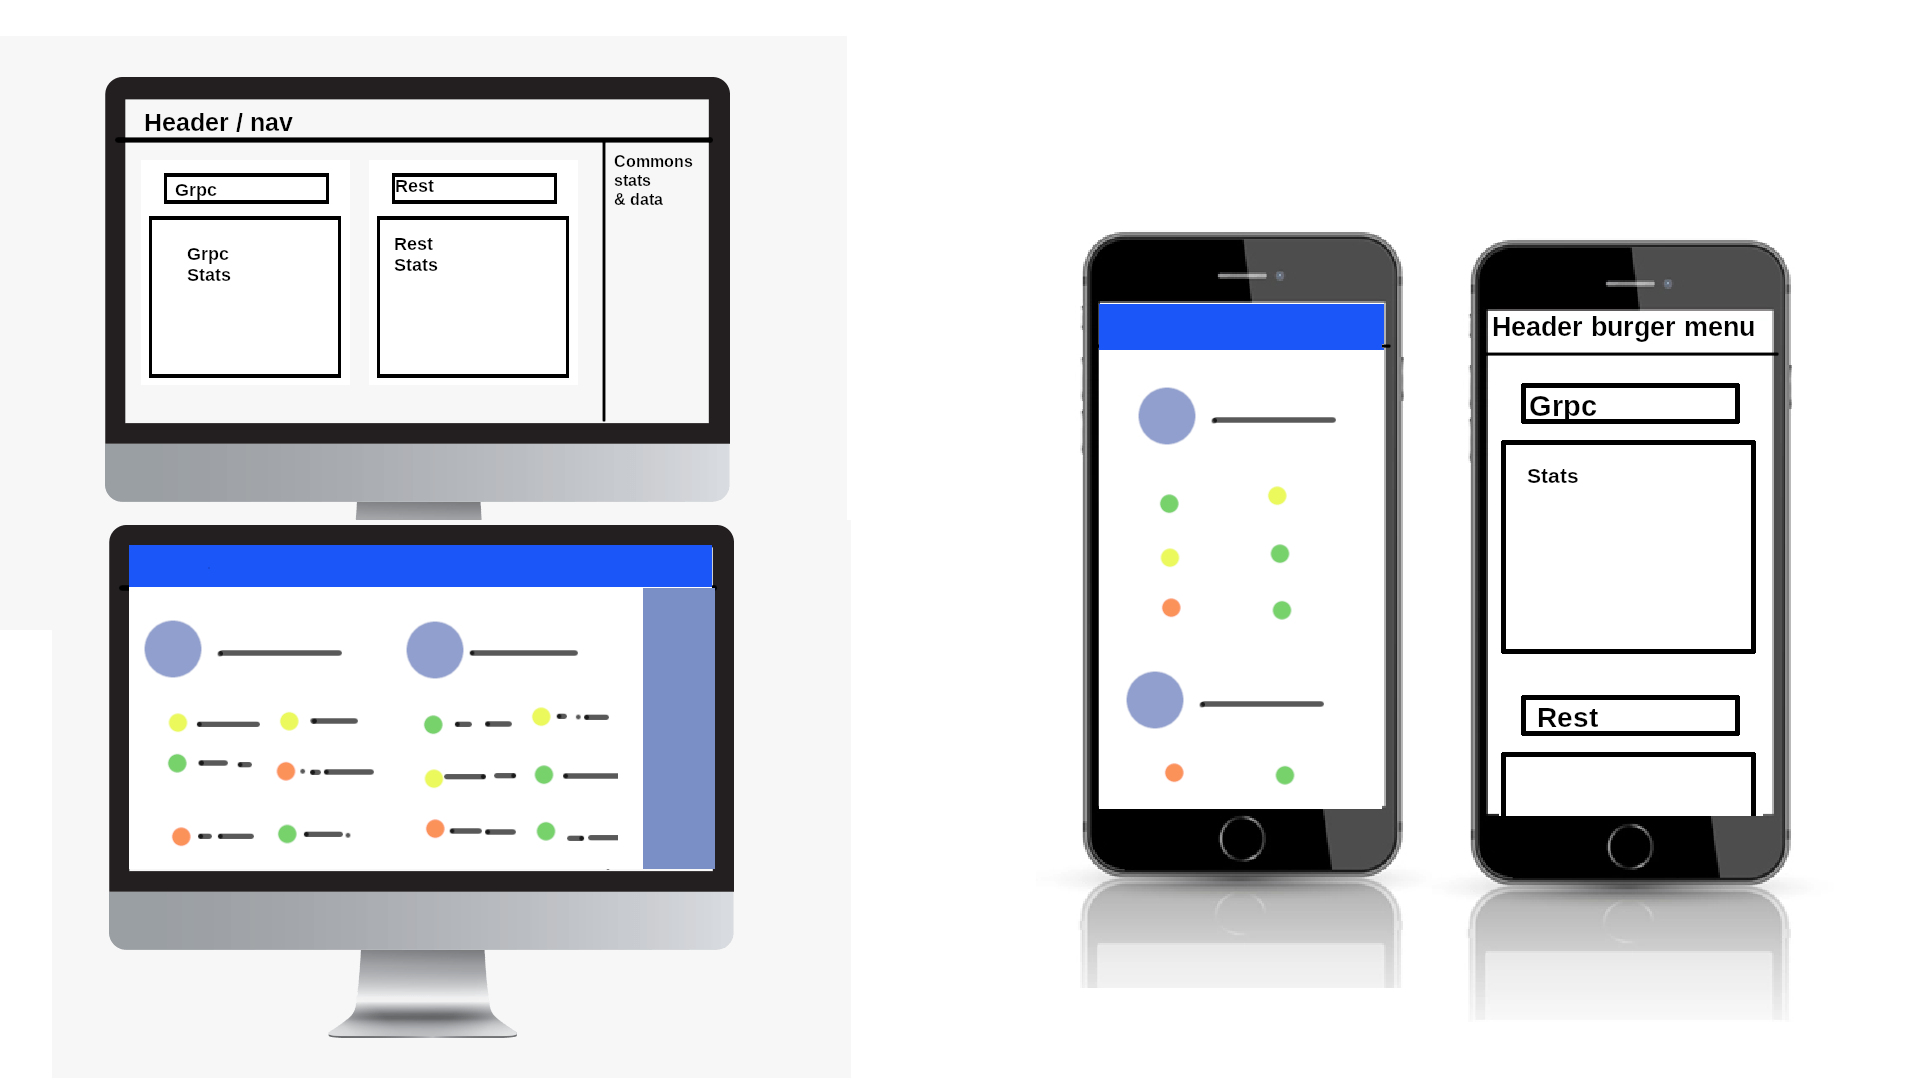 Header / nav
Grpc
Rest
Commons
stats
& data
Grpc
Stats
Rest
Stats
Header burger menu
Grpc
Stats
Rest